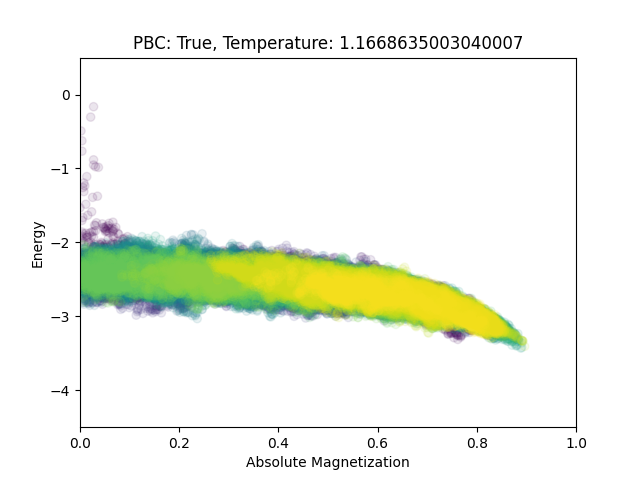 PBC: True, Temperature: 1.1668635003040007
0
−1
−2
−3
−4
Energy
0.0 0.2 0.4 0.6 0.8 1.0
Absolute Magnetization